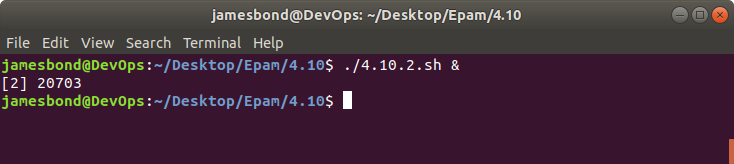 jamesbond@DevOps: ~/Desktop/Epam/4.10
File Edit View Search Terminal Help
jamesbond@DevOps:~/Desktop/Epam/4.10$ ./4.10.2.sh &
[2] 20703
jamesbond@DevOps:~/Desktop/Epam/4.10$